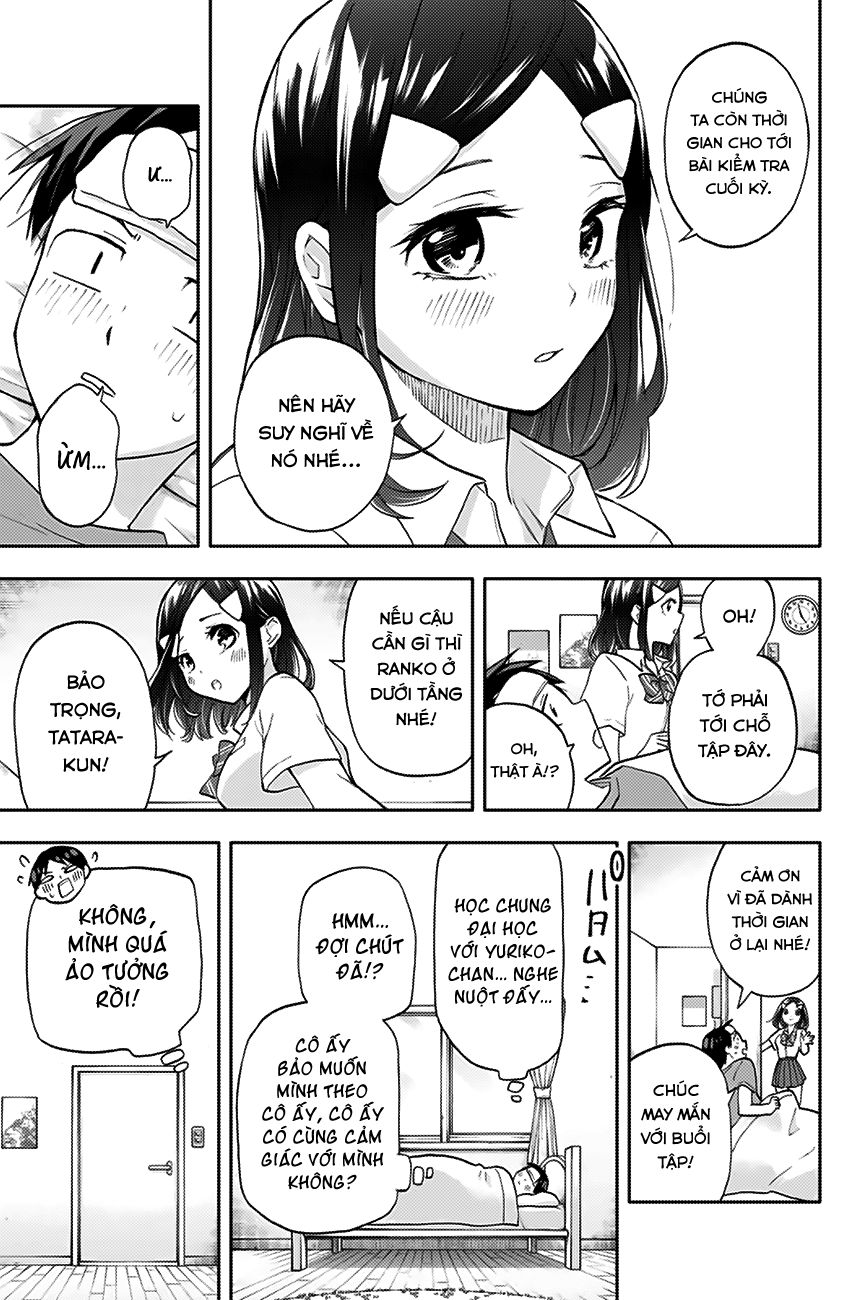 CHÚNG
TA CÒN THỜI
GIAN CHO TỚI
BÀI KIỂM TRA
CUỐI KỲ.
NÊN HÃY
SUY NGHĨ VỀ
NÓ NHÉ...
Ư...
ỪM...
OH!
TỚ PHẢI
TỚI CHỖ
TẬP ĐÂY.
OH,
THẬT À!?
NẾU CẬU
CẦN GÌ THÌ
RANKO Ở
DƯỚI TẦNG
NHÉ!
BẢO
TRỌNG,
TATARA-
KUN!
CẢM ƠN
VÌ ĐÃ DÀNH
THỜI GIAN
Ở LẠI NHÉ!
CHÚC
MAY MẮN
VỚI BUỔI
TẬP!
パタム…
HỌC CHUNG
ĐẠI HỌC
VỚI YURIKO-
CHAN... NGHE
NUỘT ĐẤY...
HMM...
ĐỢI CHÚT
ĐÃ!?
CÔ ẤY
BẢO MUỐN
MÌNH THEO
CÔ ẤY, CÔ ẤY
CÓ CÙNG CẢM
GIÁC VỚI MÌNH
KHÔNG?
KHÔNG,
MÌNH QUÁ
ẢO TƯỞNG
RỒI!